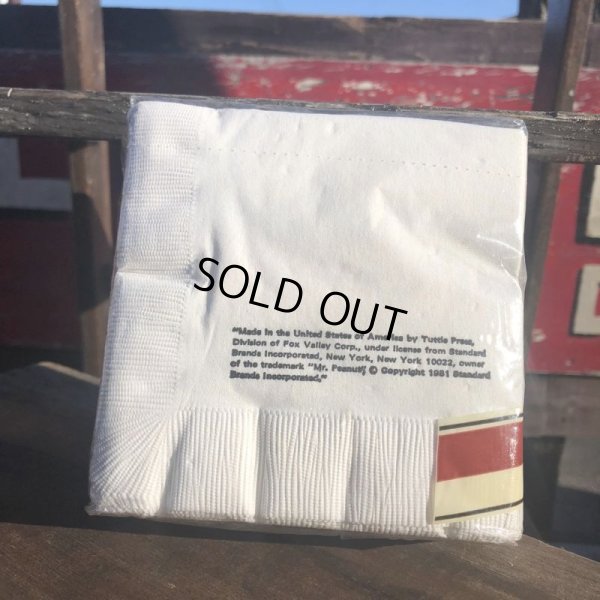 SOLD OUT
"Made in the United States of America by Tuttle Press,
Division of Fox Valley Corp., under license from Standard
Brands Incorporated, New York, New York 10022, owner
of the trademark "Mr. Peanut", © Copyright 1981 Standard
Brands Incorporated."